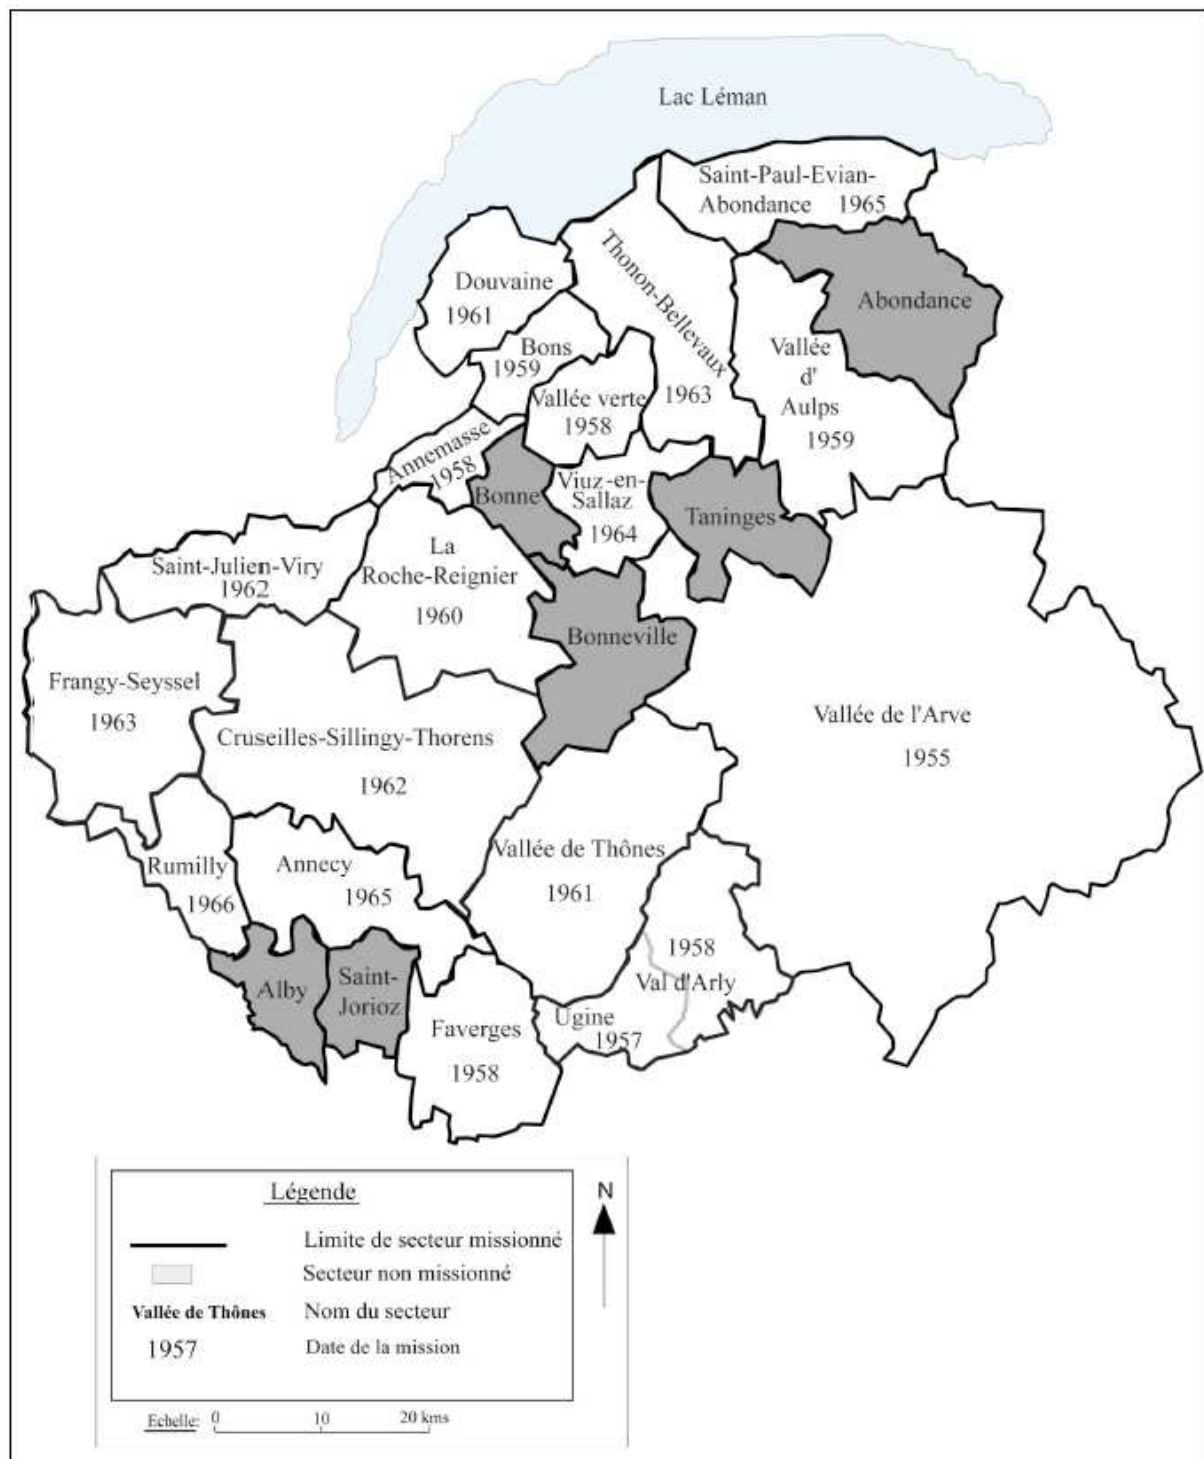 Lac Léman
Saint-Paul-Evian-
Abondance 1965
Thonon-Bellevaux
1963
Douvaine
1961
Abondance
Bons
1959
Vallée
d'
Aulps
1959
Vallée verte
1958
Annemasse
1958
Bonne
Viuz-en-
Sallaz
1964
Taninges
La
Roche-Reignier
1960
Saint-Julien-Viry
1962
Bonneville
Frangy-Seyssel
1963
Cruseilles-Sillingy-Thorens
1962
Vallée de l'Arve
1955
Rumilly
1966
Annecy
1965
Vallée de Thônes
1961
1958
Val d'Arly
Alby
Saint-
Jorioz
Faverges
1958
Ugine
1957
Légende
Limite de secteur missionné
Secteur non missionné
Vallée de Thônes Nom du secteur
1957 Date de la mission
N
Echelle: 0 10 20 kms